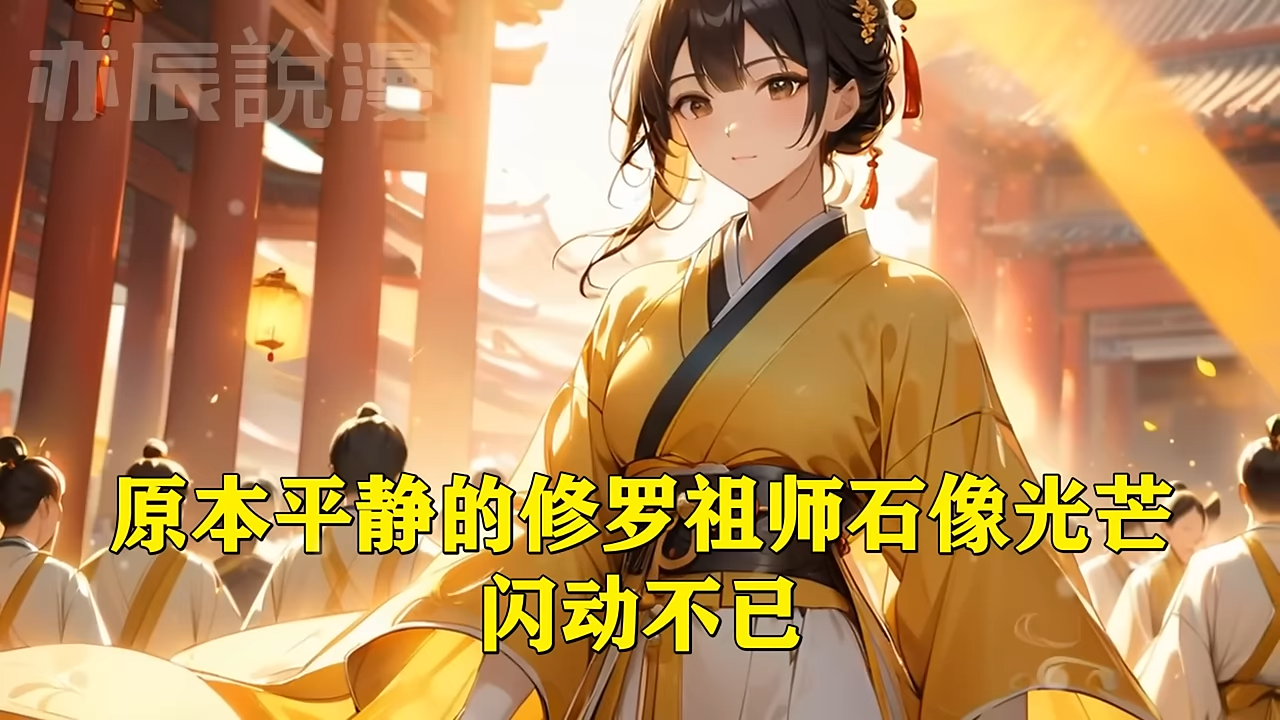 亦辰說漫
原本平静的修罗祖师石像光芒
闪动不已